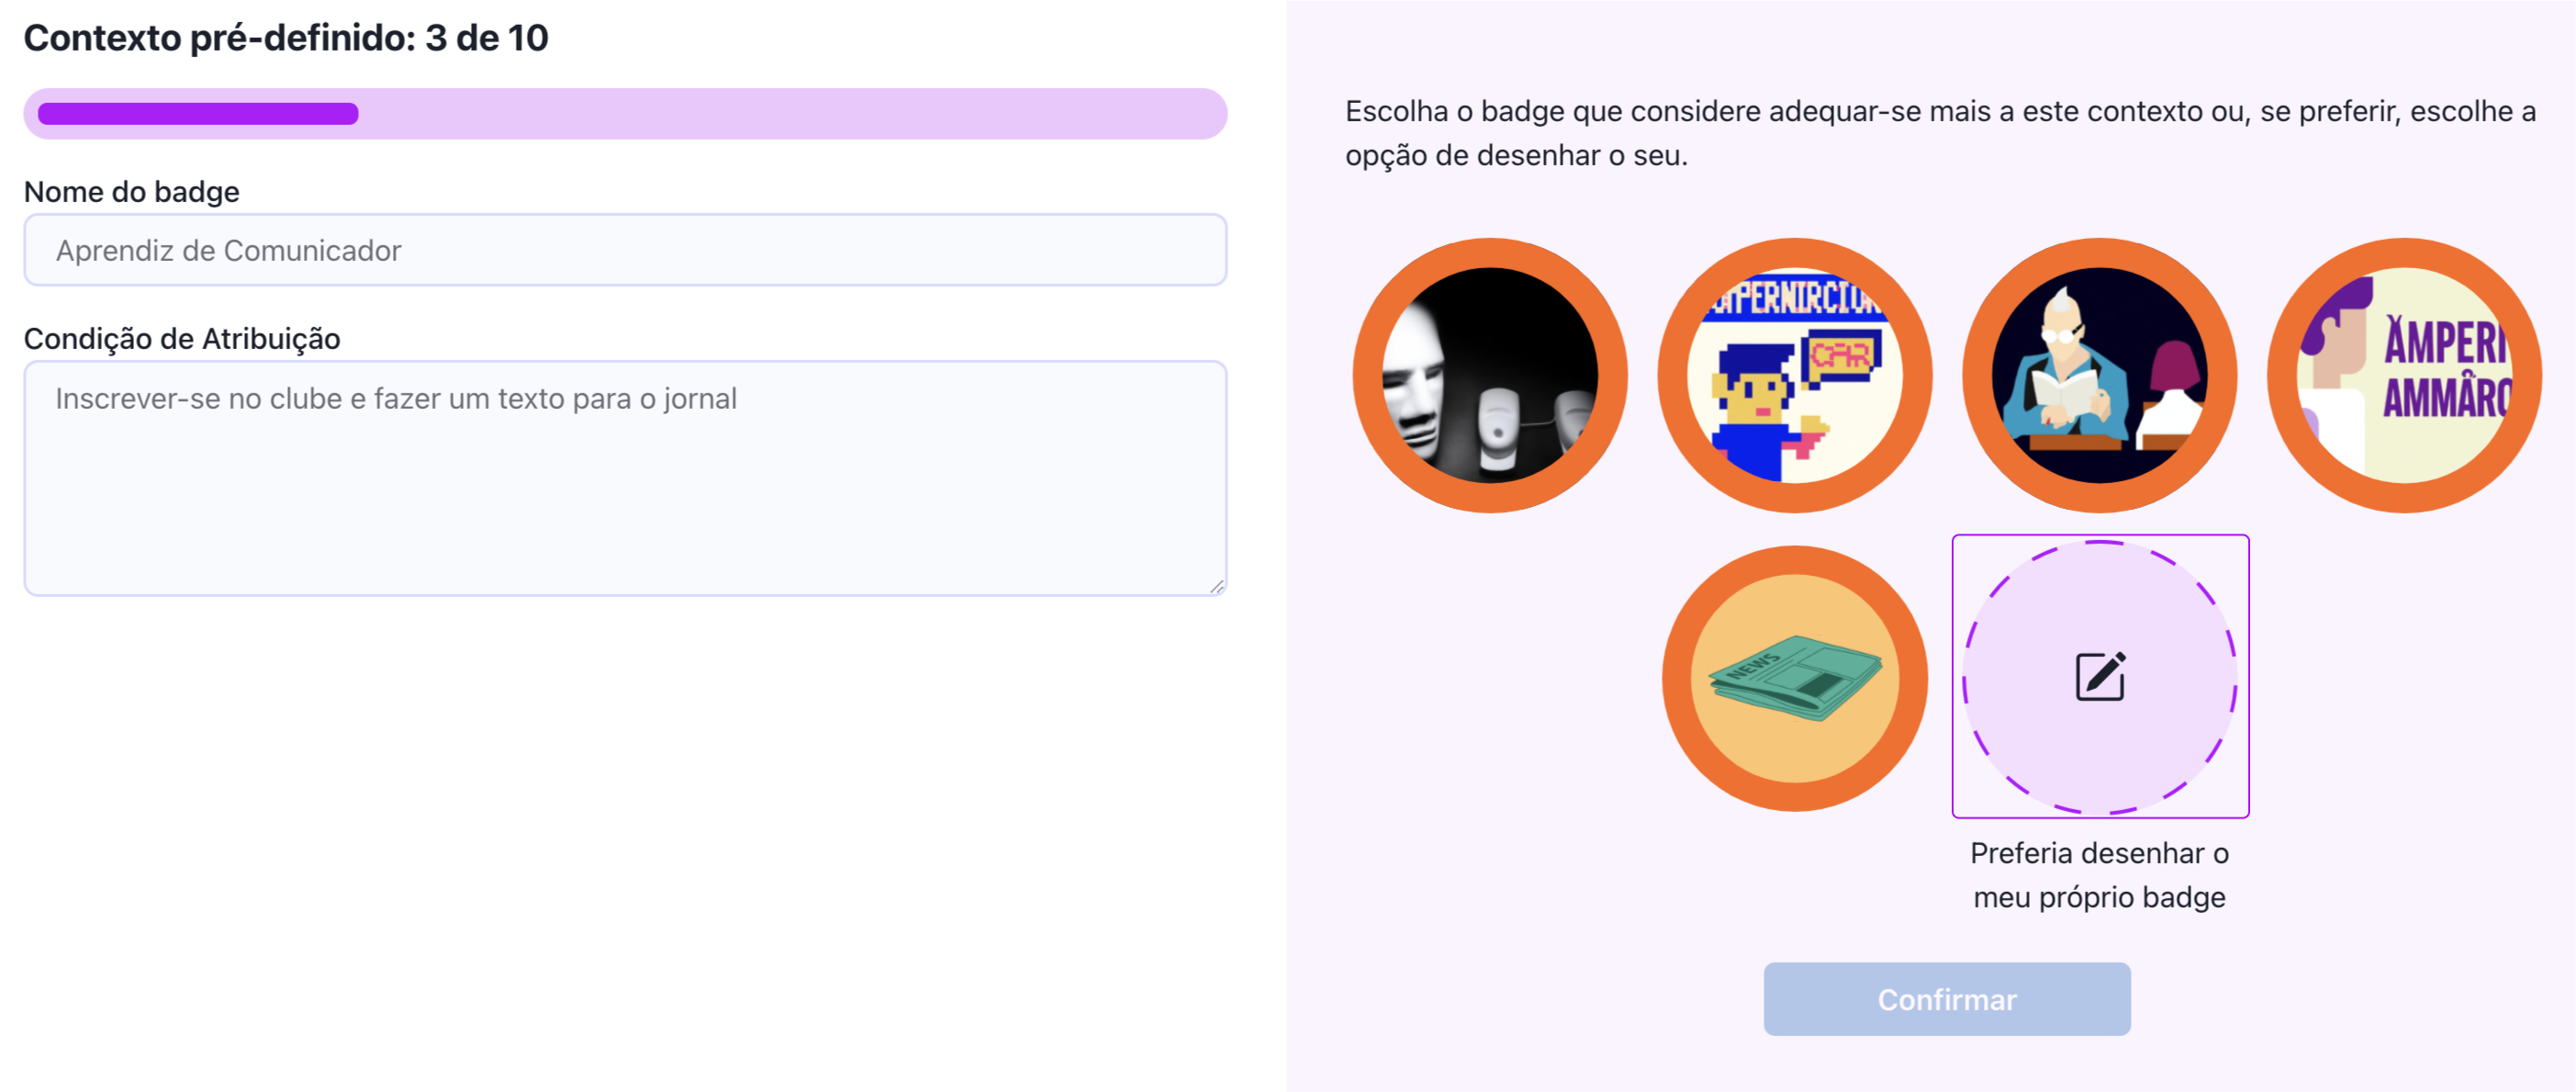 Contexto pré-definido: 3 de 10
Nome do badge
Aprendiz de Comunicador
Condição de Atribuição
Inscrever-se no clube e fazer um texto para o jornal
Escolha o badge que considere adequar-se mais a este contexto ou, se preferir, escolhe a
opção de desenhar o seu.
CAR
ÄMPERI
AMMÂRO
NEWS
Preferia desenhar o
meu próprio badge
Confirmar